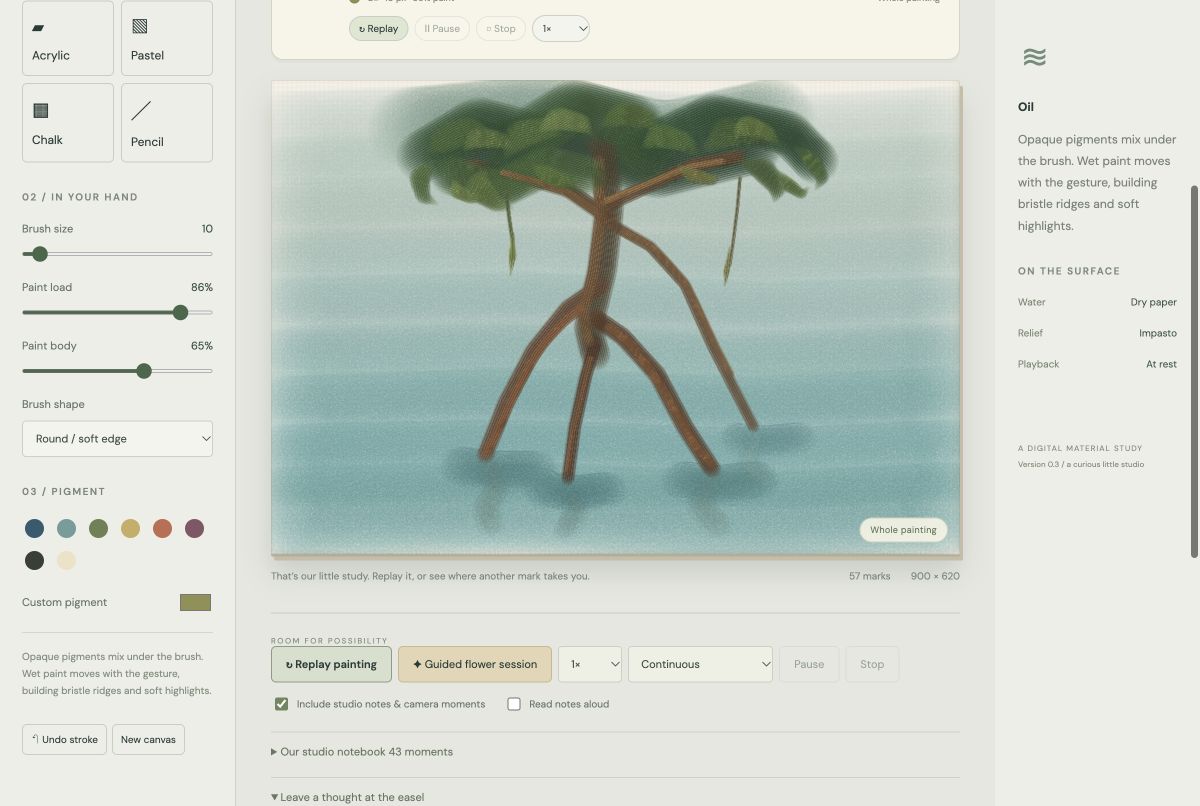 ↻ Replay
II Pause
▫ Stop
1×
Acrylic
Pastel
Chalk
Pencil
02 / IN YOUR HAND
Brush size 10
Paint load 86%
Paint body 65%
Brush shape
Round / soft edge
03 / PIGMENT
Custom pigment
Opaque pigments mix under the brush.
Wet paint moves with the gesture,
building bristle ridges and soft highlights.
Undo stroke
New canvas
Whole painting
That's our little study. Replay it, or see where another mark takes you.
57 marks
900 × 620
ROOM FOR POSSIBILITY
↻ Replay painting
✦ Guided flower session
1×
Continuous
Pause
Stop
Include studio notes & camera moments
Read notes aloud
▶ Our studio notebook 43 moments
▼ Leave a thought at the easel
Oil
Opaque pigments mix under
the brush. Wet paint moves
with the gesture, building
bristle ridges and soft
highlights.
ON THE SURFACE
Water Dry paper
Relief Impasto
Playback At rest
A DIGITAL MATERIAL STUDY
Version 0.3 / a curious little studio